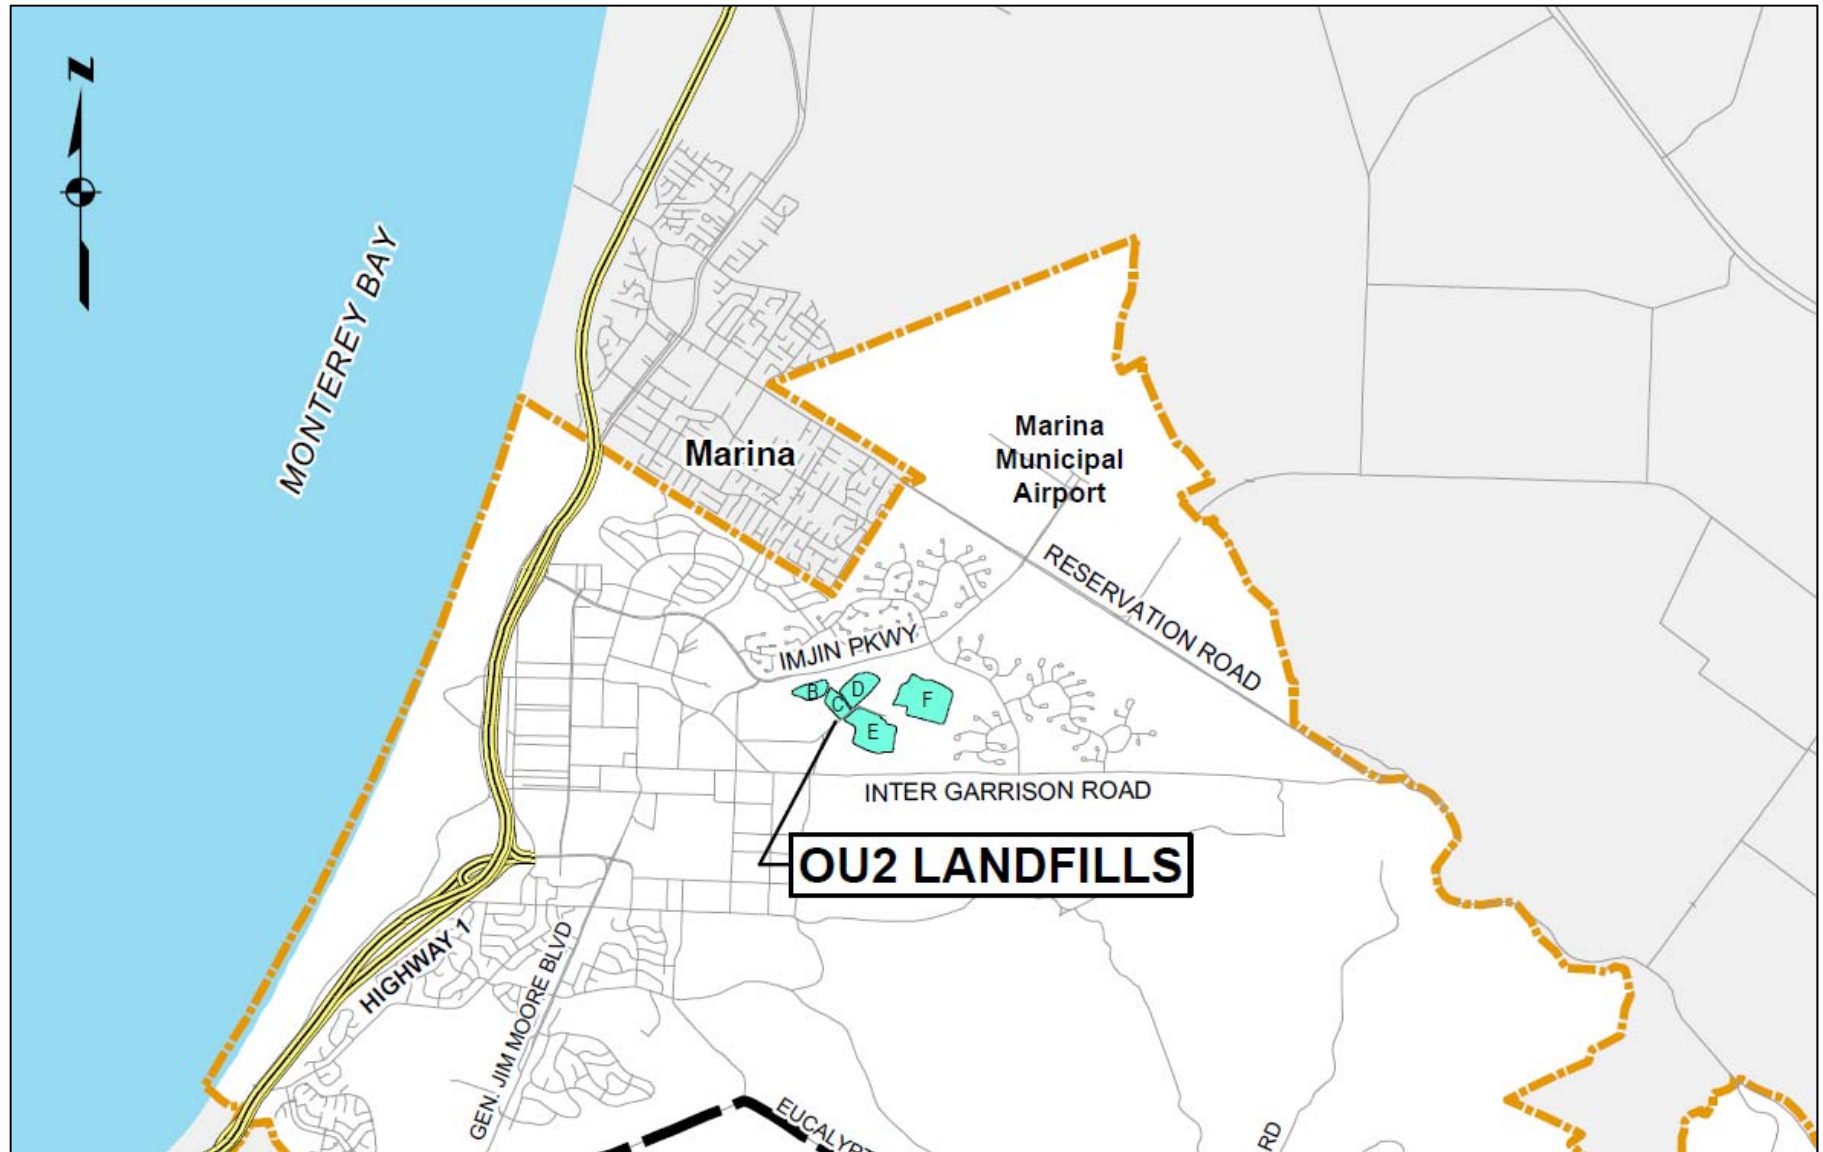 N
MONTEREY BAY
Marina
Marina
Municipal
Airport
RESERVATION ROAD
IMJIN PKWY
B
D
C
F
E
INTER GARRISON ROAD
OU2 LANDFILLS
HIGHWAY 1
GEN. JIM MOORE BLVD
EUCALYPT
RD